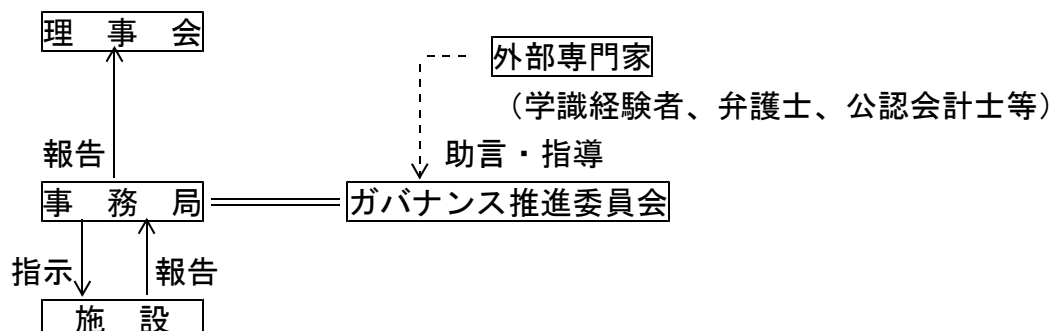 理　事　会
外部専門家
（学識経験者、弁護士、公認会計士等）
報告
助言・指導
事　務　局
ガバナンス推進委員会
指示
報告
施　設